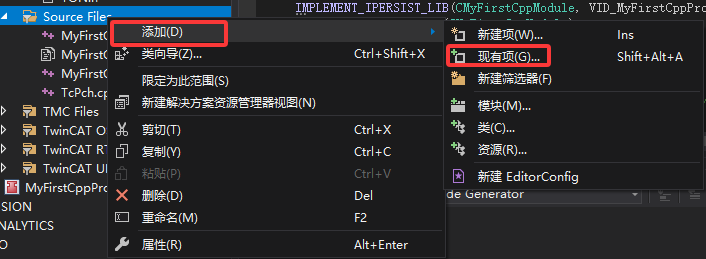 Source Files
MyFirstC
MyFirstC
MyFirstC
TcPch.cp
TMC Files
TwinCAT O
TwinCAT RT
TwinCAT U
MyFirstCppPro
SION
ANALYTICS
O
添加(D)
类向导(Z)... Ctrl+Shift+X
限定为此范围(S)
新建解决方案资源管理器视图(N)
剪切(T) Ctrl+X
复制(Y) Ctrl+C
粘贴(P) Ctrl+V
删除(D) Del
重命名(M) F2
属性(R) Alt+Enter
IMPLEMENT_IPERSIST_LIB(CMyFirstCppModule, VID_MyFirstCppPro
新建项(W)... Ins
现有项(G)... Shift+Alt+A
新建筛选器(F)
模块(M)...
类(C)...
资源(R)...
新建 EditorConfig
de Generator